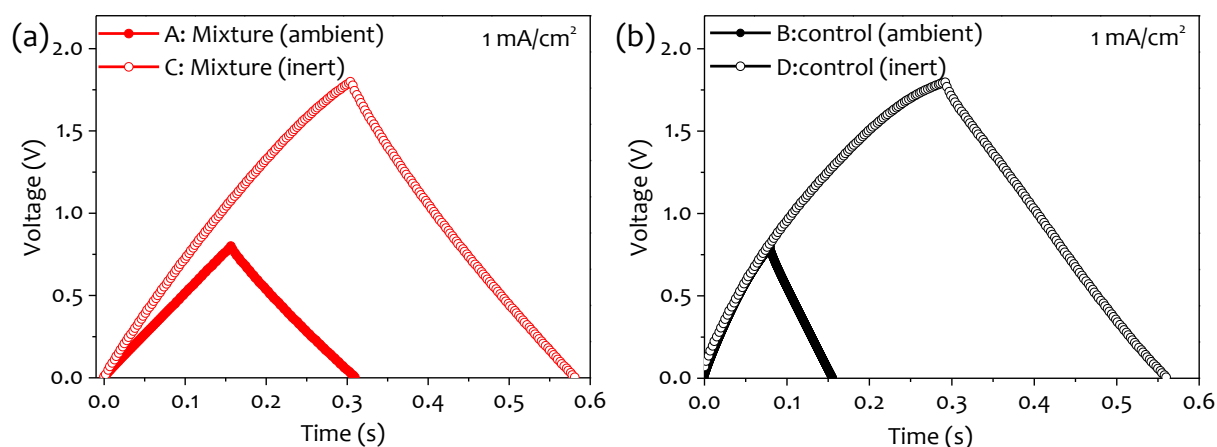 (a)
A: Mixture (ambient)
C: Mixture (inert)
1 mA/cm²
2.0
1.5
1.0
0.5
0.0
Voltage (V)
0.0 0.1 0.2 0.3 0.4 0.5 0.6
Time (s)
(b)
B:control (ambient)
D:control (inert)
1 mA/cm²
2.0
1.5
1.0
0.5
0.0
Voltage (V)
0.0 0.1 0.2 0.3 0.4 0.5 0.6
Time (s)